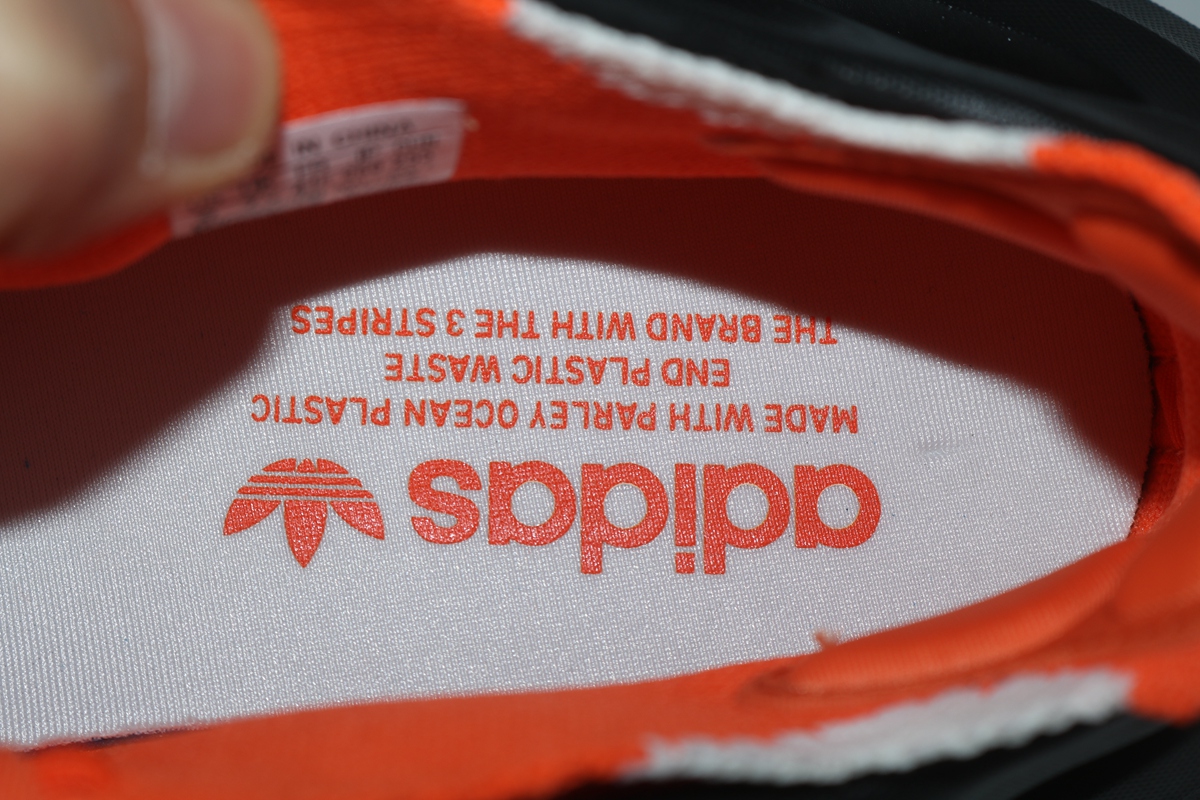 adidas
MADE WITH PARLEY OCEAN PLASTIC
END PLASTIC WASTE
THE BRAND WITH THE 3 STRIPES